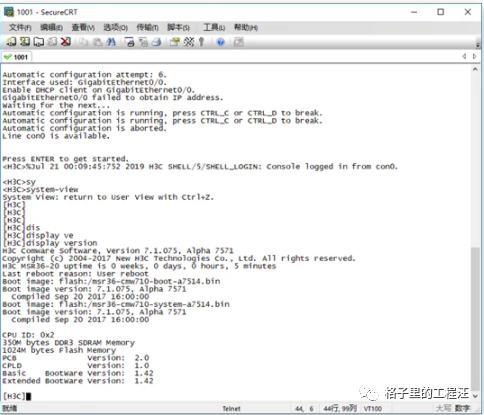 1001 - SecureCRT
文件(F) 编辑(E) 查看(V) 选项(O) 传输(T) 脚本(S) 工具(L) 帮助(H)
1001
Automatic configuration attempt: 6.
Interface used: GigabitEthernet0/0.
Enable DHCP client on GigabitEthernet0/0.
GigabitEthernet0/0 failed to obtain IP address.
Waiting for the next...
Automatic configuration is running, press CTRL_C or CTRL_D to break.
Automatic configuration is running, press CTRL_C or CTRL_D to break.
Automatic configuration is aborted.
Line con0 is available.
Press ENTER to get started.
<H3C>%Jul 21 00:09:45:752 2019 H3C SHELL/5/SHELL_LOGIN: Console logged in from con0.
<H3C>sy
<H3C>system-view
System View: return to User View with Ctrl+Z.
[H3C]
[H3C]
[H3C]
[H3C]dis
[H3C]display ve
[H3C]display version
H3C Comware Software, Version 7.1.075, Alpha 7571
Copyright (c) 2004-2017 New H3C Technologies Co., Ltd. All rights reserved.
H3C MSR36-20 uptime is 0 weeks, 0 days, 0 hours, 5 minutes
Last reboot reason: User reboot
Boot image: flash:/msr36-cmw710-boot-a7514.bin
Boot image version: 7.1.075, Alpha 7571
Compiled Sep 20 2017 16:00:00
Boot image: flash:/msr36-cmw710-system-a7514.bin
Boot image version: 7.1.075, Alpha 7571
Compiled Sep 20 2017 16:00:00
CPU ID: 0x2
350M bytes DDR3 SDRAM Memory
1024M bytes Flash Memory
PCB Version: 2.0
CPLD Version: 1.0
Basic BootWare Version: 1.42
Extended BootWare Version: 1.42
[H3C]
格子里的工程汪
就绪 Telnet 44, 6 44行, 99列 VT100 大写 数字